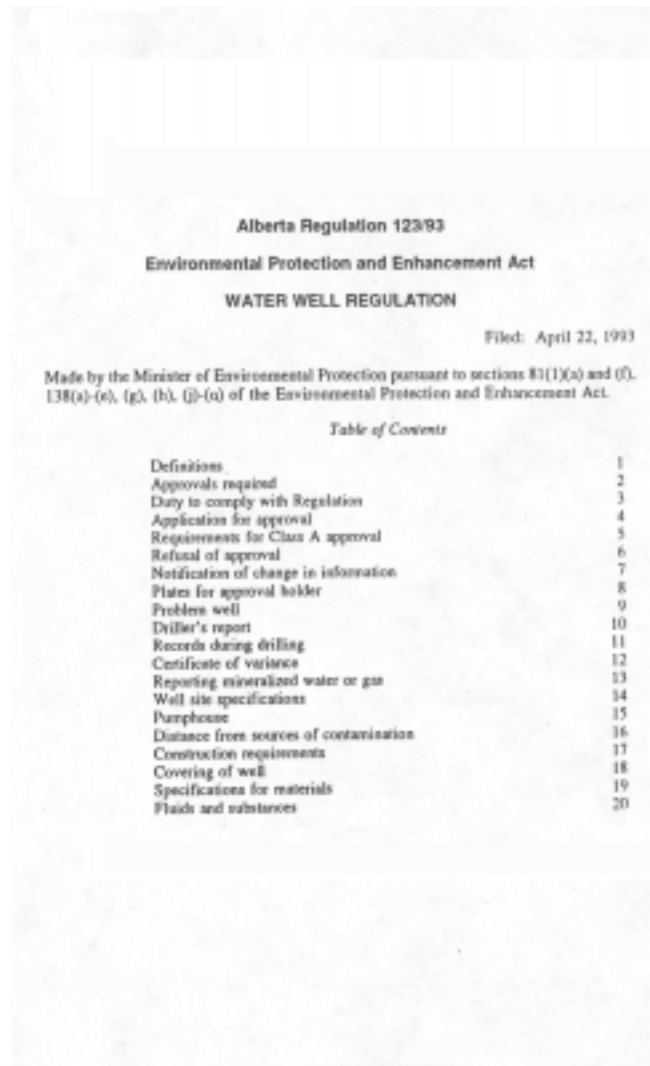 Alberta Regulation 123/93
Environmental Protection and Enhancement Act
WATER WELL REGULATION
Filed: April 22, 1993
Made by the Minister of Environmental Protection pursuant to sections 81(1)(a) and (f),
138(a)-(e), (g), (h), (j)-(u) of the Environmental Protection and Enhancement Act.
Table of Contents
Definitions 1
Approvals required 2
Duty to comply with Regulation 3
Application for approval 4
Requirements for Class A approval 5
Refusal of approval 6
Notification of change in information 7
Plates for approval holder 8
Problem well 9
Driller's report 10
Records during drilling 11
Certificate of variance 12
Reporting mineralized water or gas 13
Well site specifications 14
Pumphouse 15
Distance from sources of contamination 16
Construction requirements 17
Covering of well 18
Specifications for materials 19
Fluids and substances 20